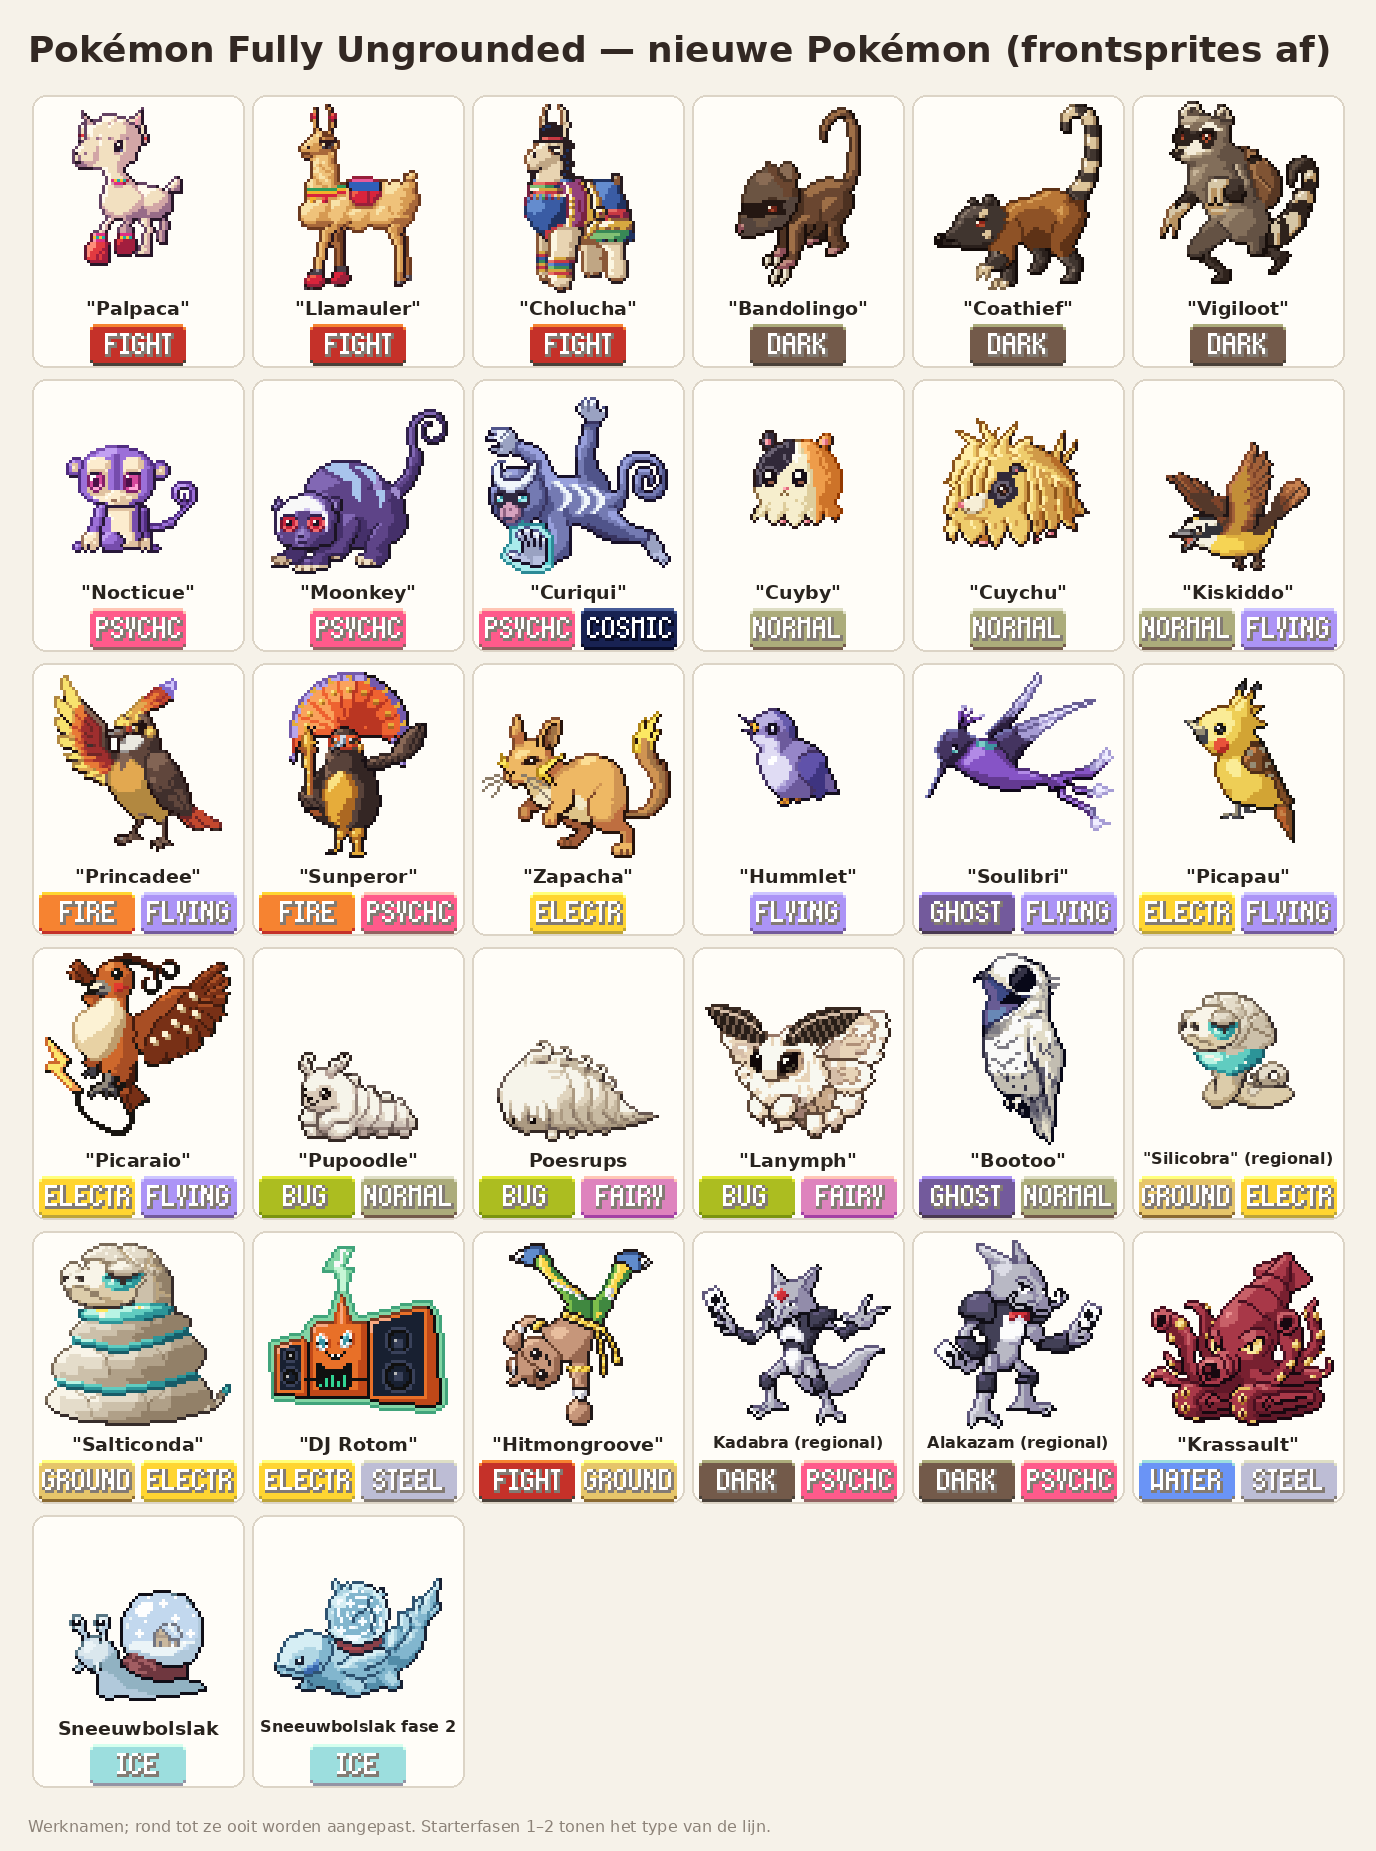 Pokémon Fully Ungrounded — nieuwe Pokémon (frontsprites af)
"Palpaca" "Llamauler" "Cholucha" "Bandolingo" "Coathief" "Vigiloot"
FIGHT FIGHT FIGHT DARK DARK DARK
"Nocticue" "Moonkey" "Curiqui" "Cuyby" "Cuychu" "Kiskiddo"
PSYCHC PSYCHC PSYCHC COSMIC NORMAL NORMAL NORMAL FLYING
"Princadee" "Sunperor" "Zapacha" "Hummlet" "Soulibri" "Picapau"
FIRE FLYING FIRE PSYCHC ELECTR FLYING GHOST FLYING ELECTR FLYING
"Picaraio" "Pupoodle" Poesrups "Lanymph" "Bootoo" "Silicobra" (regional)
ELECTR FLYING BUG NORMAL BUG FAIRY BUG FAIRY GHOST NORMAL GROUND ELECTR
"Salticonda" "DJ Rotom" "Hitmongroove" Kadabra (regional) Alakazam (regional) "Krassault"
GROUND ELECTR ELECTR STEEL FIGHT GROUND DARK PSYCHC DARK PSYCHC WATER STEEL
Sneeuwbolslak Sneeuwbolslak fase 2
ICE ICE
Werknamen; rond tot ze ooit worden aangepast. Starterfasen 1–2 tonen het type van de lijn.